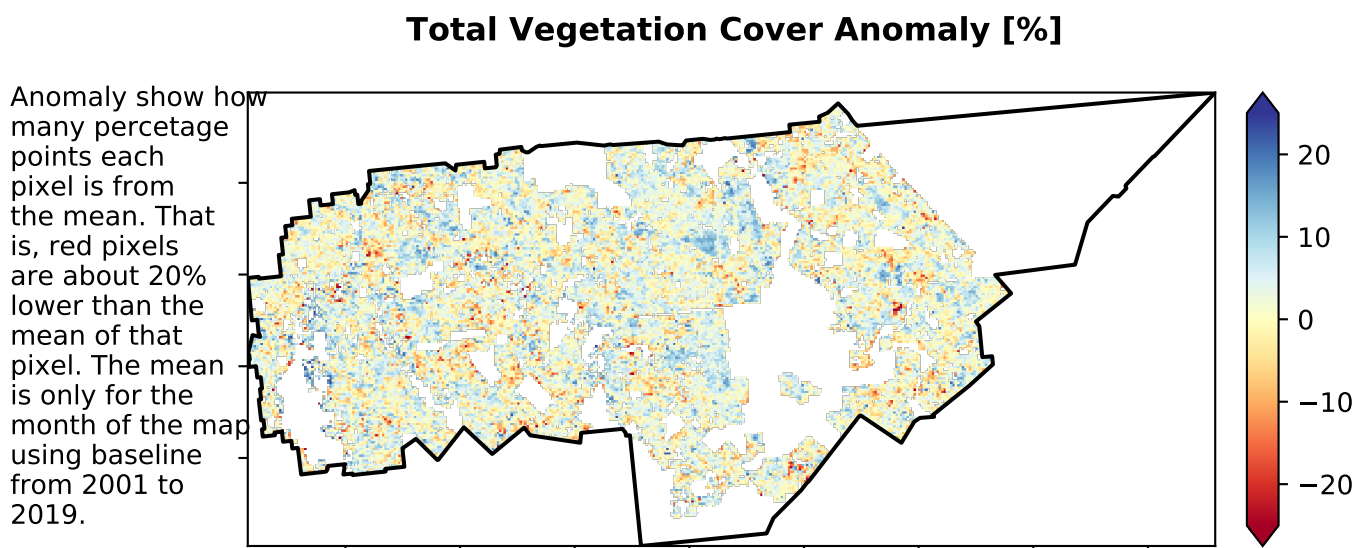 Total Vegetation Cover Anomaly [%]
Anomaly show how
many percetage
points each
pixel is from
the mean. That
is, red pixels
are about 20%
lower than the
mean of that
pixel. The mean
is only for the
month of the map
using baseline
from 2001 to
2019.
20
10
0
−10
−20